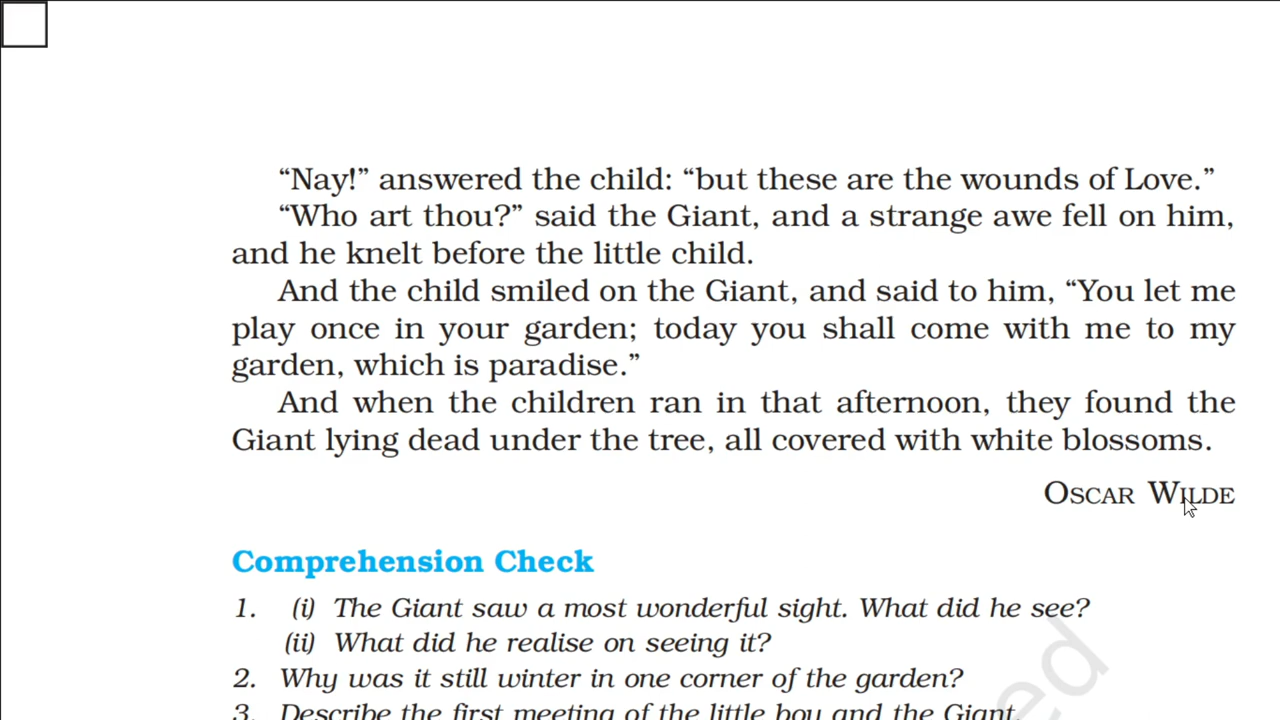 “Nay!” answered the child: “but these are the wounds of Love.”
“Who art thou?” said the Giant, and a strange awe fell on him,
and he knelt before the little child.
And the child smiled on the Giant, and said to him, “You let me
play once in your garden; today you shall come with me to my
garden, which is paradise.”
And when the children ran in that afternoon, they found the
Giant lying dead under the tree, all covered with white blossoms.
OSCAR WILDE
Comprehension Check
1. (i) The Giant saw a most wonderful sight. What did he see?
(ii) What did he realise on seeing it?
2. Why was it still winter in one corner of the garden?
3. Describe the first meeting of the little boy and the Giant.